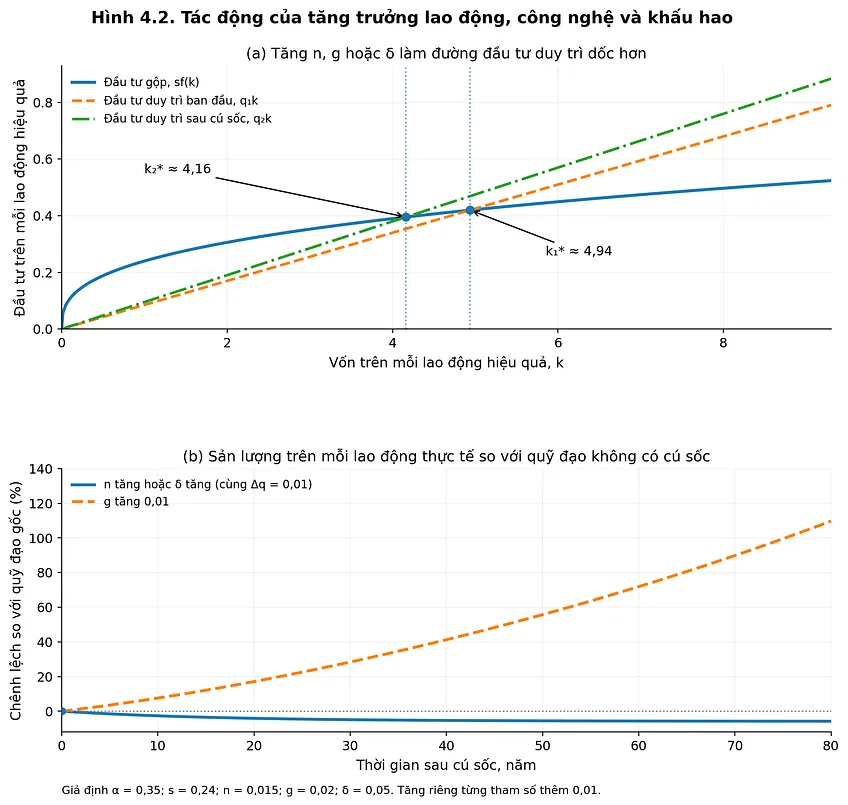 Hình 4.2. Tác động của tăng trưởng lao động, công nghệ và khấu hao
(a) Tăng n, g hoặc δ làm đường đầu tư duy trì dốc hơn
Đầu tư trên mỗi lao động hiệu quả
0.8
0.6
0.4
0.2
0.0
Đầu tư gộp, sf(k)
Đầu tư duy trì ban đầu, q₁k
Đầu tư duy trì sau cú sốc, q₂k
k₂* ≈ 4,16
k₁* ≈ 4,94
0 2 4 6 8
Vốn trên mỗi lao động hiệu quả, k
(b) Sản lượng trên mỗi lao động thực tế so với quỹ đạo không có cú sốc
Chênh lệch so với quỹ đạo gốc (%)
140
120
100
80
60
40
20
0
n tăng hoặc δ tăng (cùng Δq = 0,01)
g tăng 0,01
0 10 20 30 40 50 60 70 80
Thời gian sau cú sốc, năm
Giả định α = 0,35; s = 0,24; n = 0,015; g = 0,02; δ = 0,05. Tăng riêng từng tham số thêm 0,01.